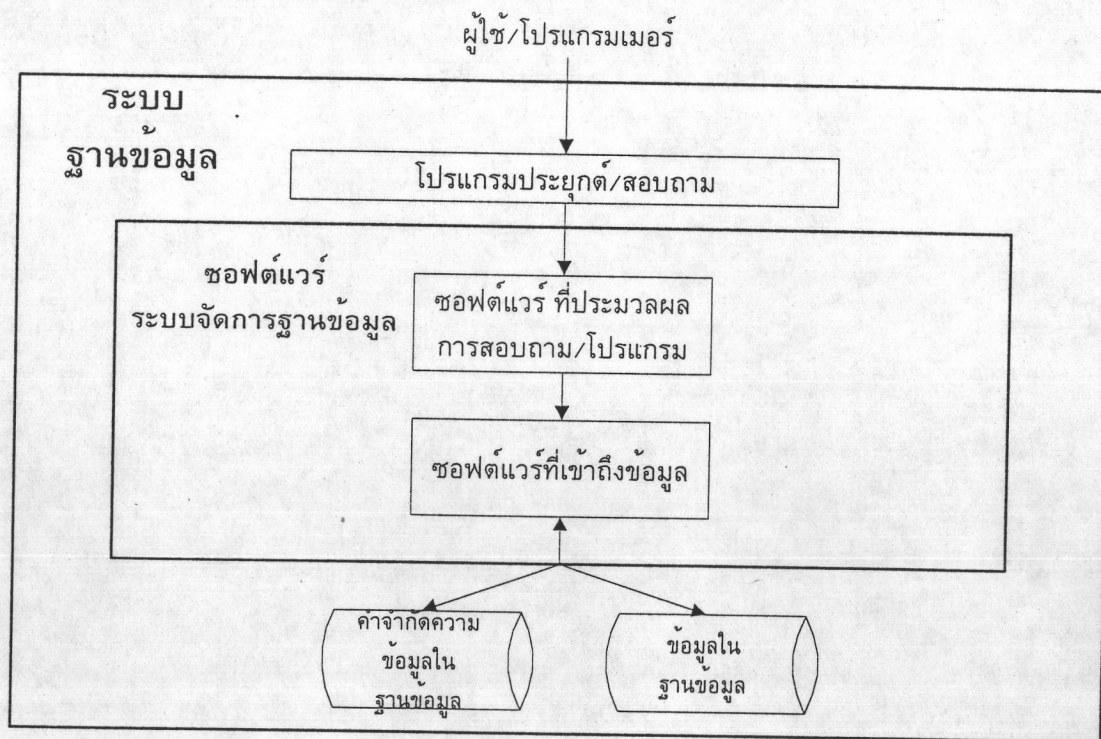 ผู้ใช้/โปรแกรมเมอร์
ระบบ
ฐานข้อมูล
โปรแกรมประยุกต์/สอบถาม
ซอฟต์แวร์
ระบบจัดการฐานข้อมูล
ซอฟต์แวร์ ที่ประมวลผล
การสอบถาม/โปรแกรม
ซอฟต์แวร์ที่เข้าถึงข้อมูล
คำจำกัดความ
ข้อมูลใน
ฐานข้อมูล
ข้อมูลใน
ฐานข้อมูล